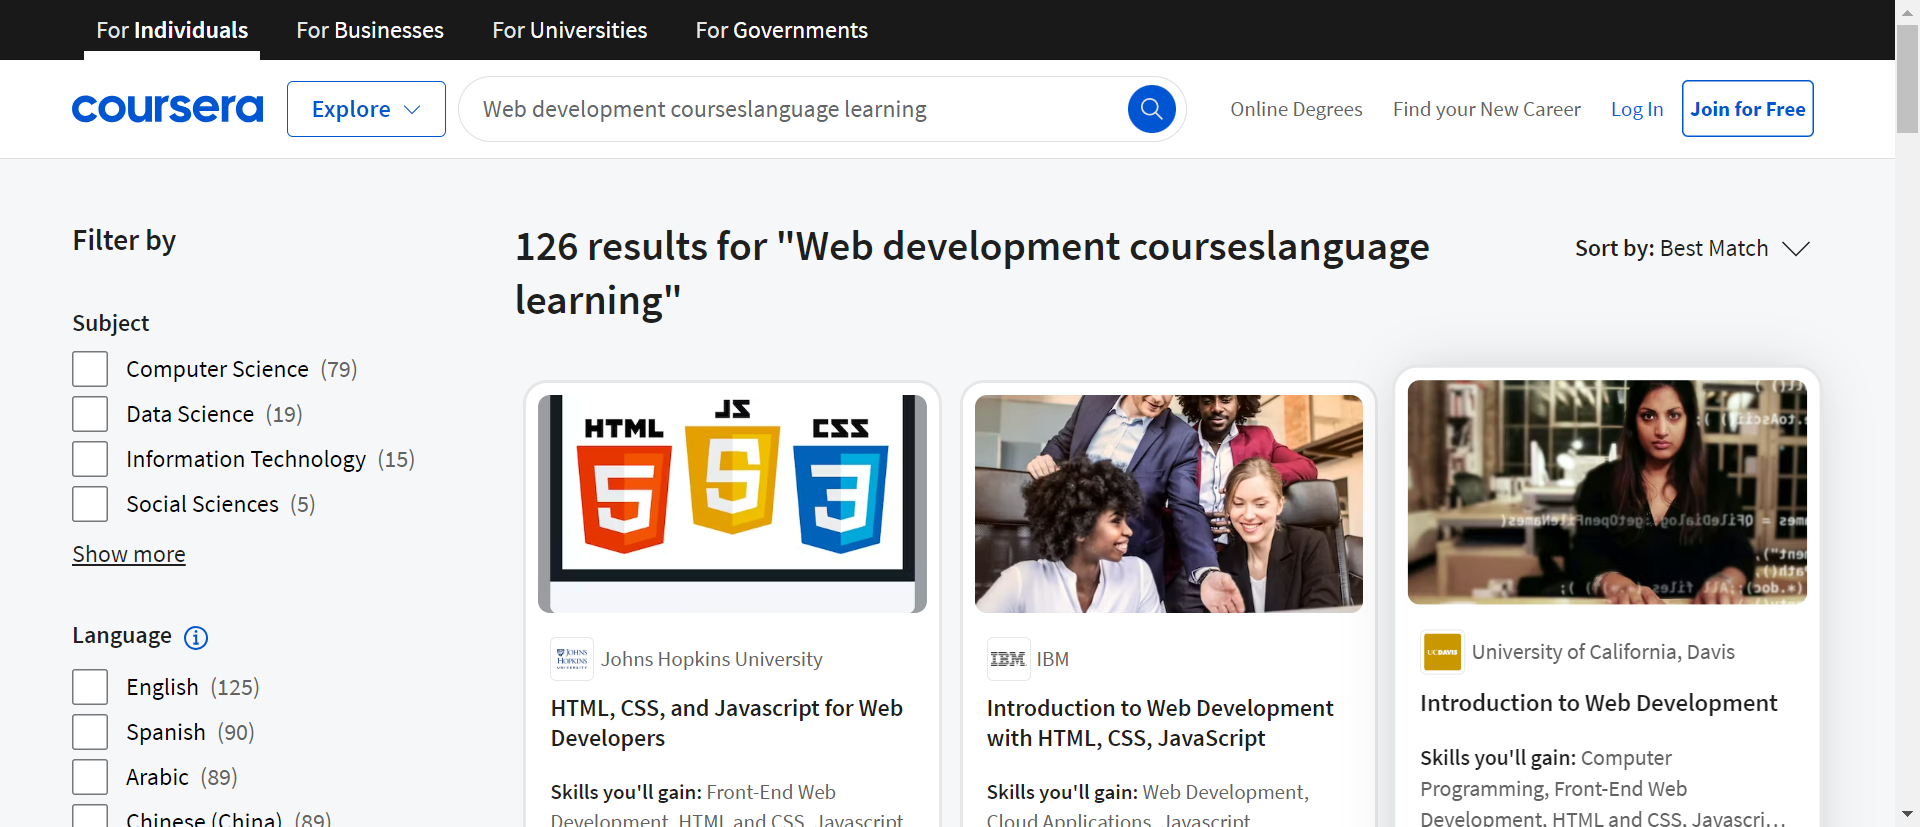 For Individuals For Businesses For Universities For Governments
coursera Explore Web development courseslanguage learning Online Degrees Find your New Career Log In Join for Free
Filter by
126 results for "Web development courseslanguage
learning"
Sort by: Best Match
Subject
Computer Science (79)
Data Science (19)
Information Technology (15)
Social Sciences (5)
Show more
Language
English (125)
Spanish (90)
Arabic (89)
Chinese (China) (89)
HTML JS CSS
JOHNS
HOPKINS
UNIVERSITY
Johns Hopkins University
HTML, CSS, and Javascript for Web
Developers
Skills you'll gain: Front-End Web
Development, HTML and CSS, Javascript
IBM IBM
Introduction to Web Development
with HTML, CSS, JavaScript
Skills you'll gain: Web Development,
Cloud Applications, Javascript
UCDAVIS University of California, Davis
Introduction to Web Development
Skills you'll gain: Computer
Programming, Front-End Web
Development, HTML and CSS, Javascri...